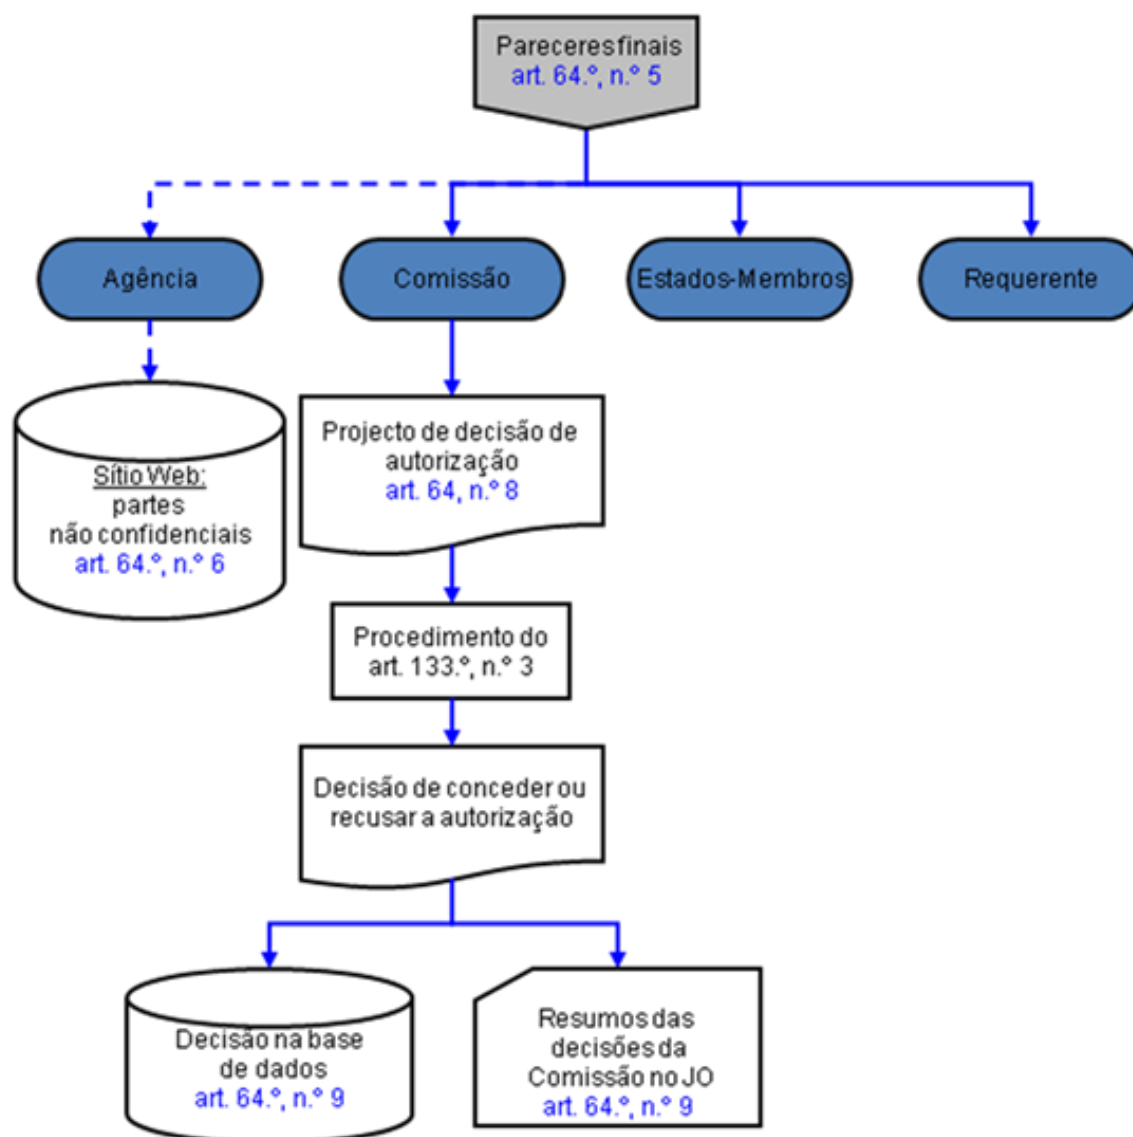 Pareceres finais
art. 64.º, n.º 5
Agência
Comissão
Estados-Membros
Requerente
Sítio Web:
partes
não confidenciais
art. 64.º, n.º 6
Projecto de decisão de
autorização
art. 64, n.º 8
Procedimento do
art. 133.º, n.º 3
Decisão de conceder ou
recusar a autorização
Decisão na base
de dados
art. 64.º, n.º 9
Resumos das
decisões da
Comissão no JO
art. 64.º, n.º 9